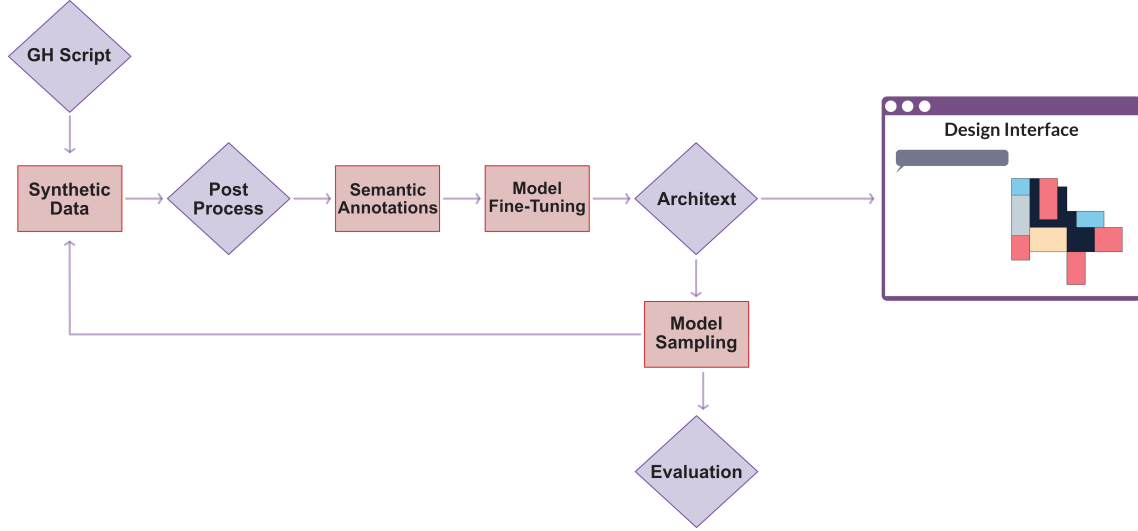 GH Script
Synthetic
Data
Post
Process
Semantic
Annotations
Model
Fine-Tuning
Architext
Design Interface
Model
Sampling
Evaluation